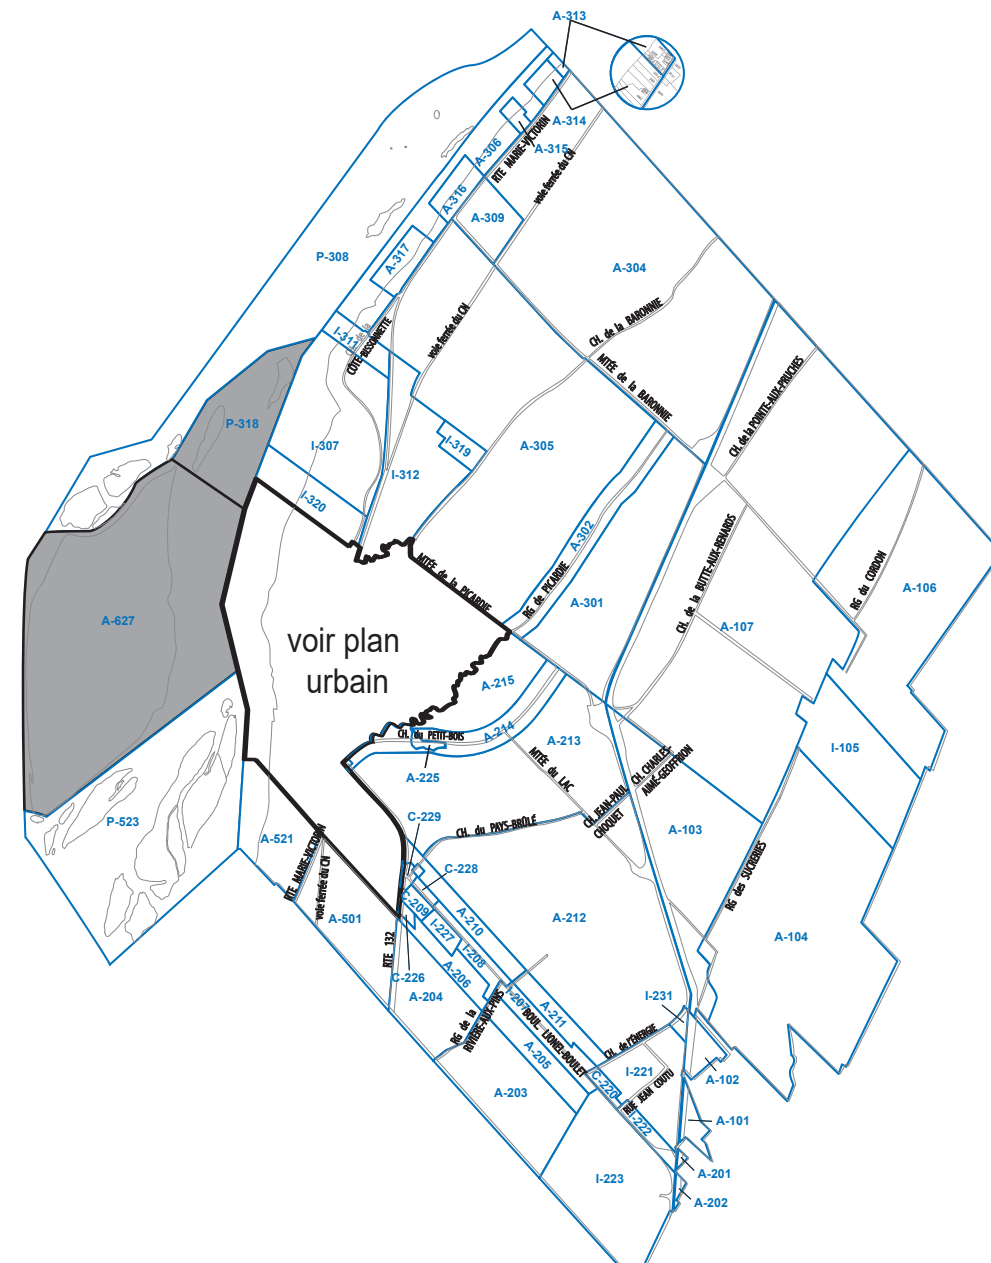 A-313
A-314
A-315
A-306
RTE MARIE-VICTORIN
voie ferrée du CN
A-316
A-309
P-308
A-317
A-304
I-311
CÔTE BISSONNETTE
voie ferrée du CN
CH. de la BARONNIE
MTÉE de la BARONNIE
CH. de la POINTE-AUX-PRUCHES
P-318
I-307
I-319
A-305
I-312
I-320
A-302
RG de PICARDIE
A-301
CH. de la BUTTE-AUX-RENARDS
RG du CORDON
A-106
MTÉE de la PICARDIE
A-627
voir plan
urbain
A-107
A-215
A-214
CH. du PETIT-BOIS
A-225
A-213
MTÉE du LAC
CH. CHARLES-
AIMÉ-GEOFFRION
CH. JEAN-PAUL
CHOQUET
I-105
P-523
C-229
CH. du PAYS-BRÛLÉ
A-103
A-521
RTE MARIE-VICTORIN
voie ferrée du CN
C-228
RG des SUCRERIES
A-501
C-209
A-210
A-212
I-227
RTE 132
I-208
A-104
C-226
A-206
A-204
I-207
A-211
I-231
RG de la
RIVIÈRE-AUX-PINS
BOUL. LIONEL-BOULET
CH. de l'ÉNERGIE
A-205
I-221
A-102
C-220
RUE JEAN COUTU
A-203
I-222
A-101
I-223
A-201
A-202